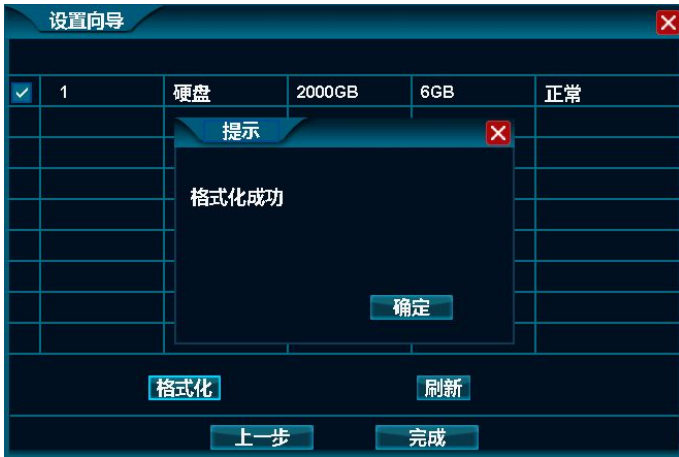 设置向导
1 硬盘 2000GB 6GB 正常
提示
格式化成功
确定
格式化 刷新
上一步 完成